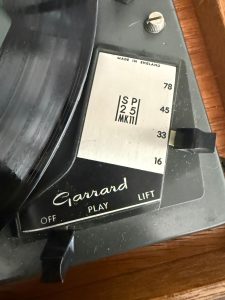 MADE IN ENGLAND
78
SP
25
MKII
45
33
16
Garrard
OFF PLAY LIFT